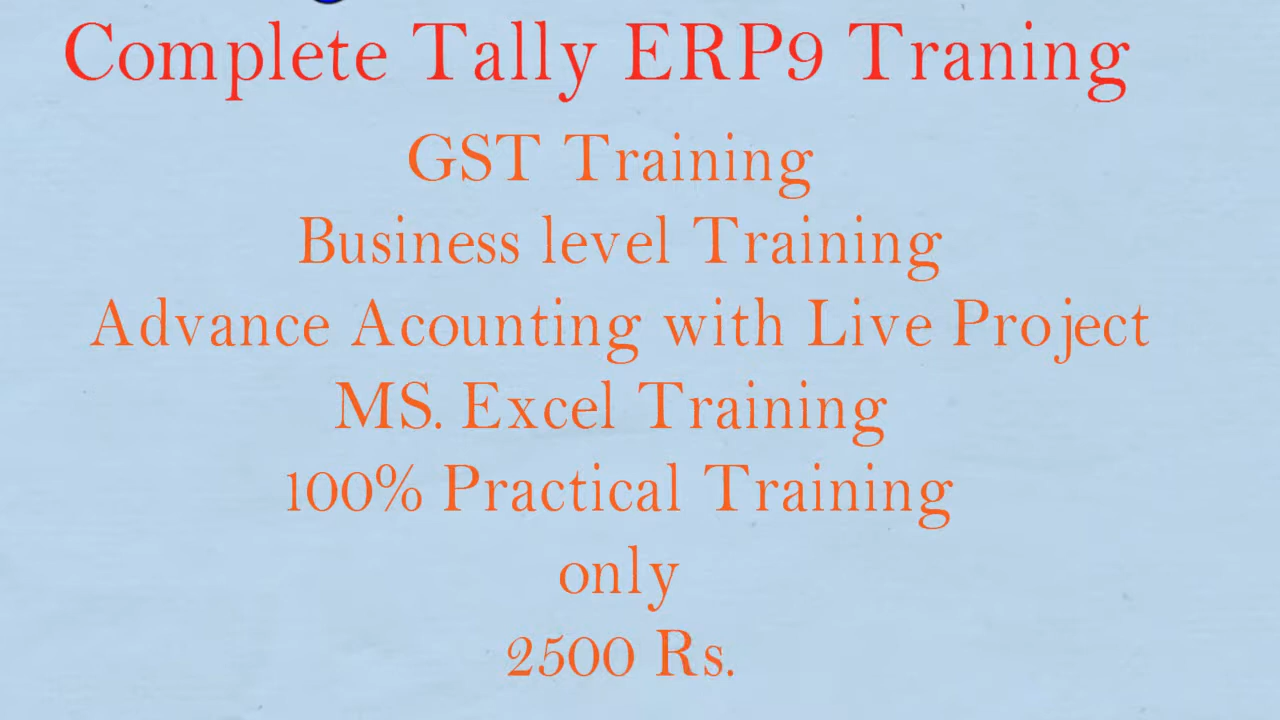 Complete Tally ERP9 Traning
GST Training
Business level Training
Advance Acounting with Live Project
MS. Excel Training
100% Practical Training
only
2500 Rs.